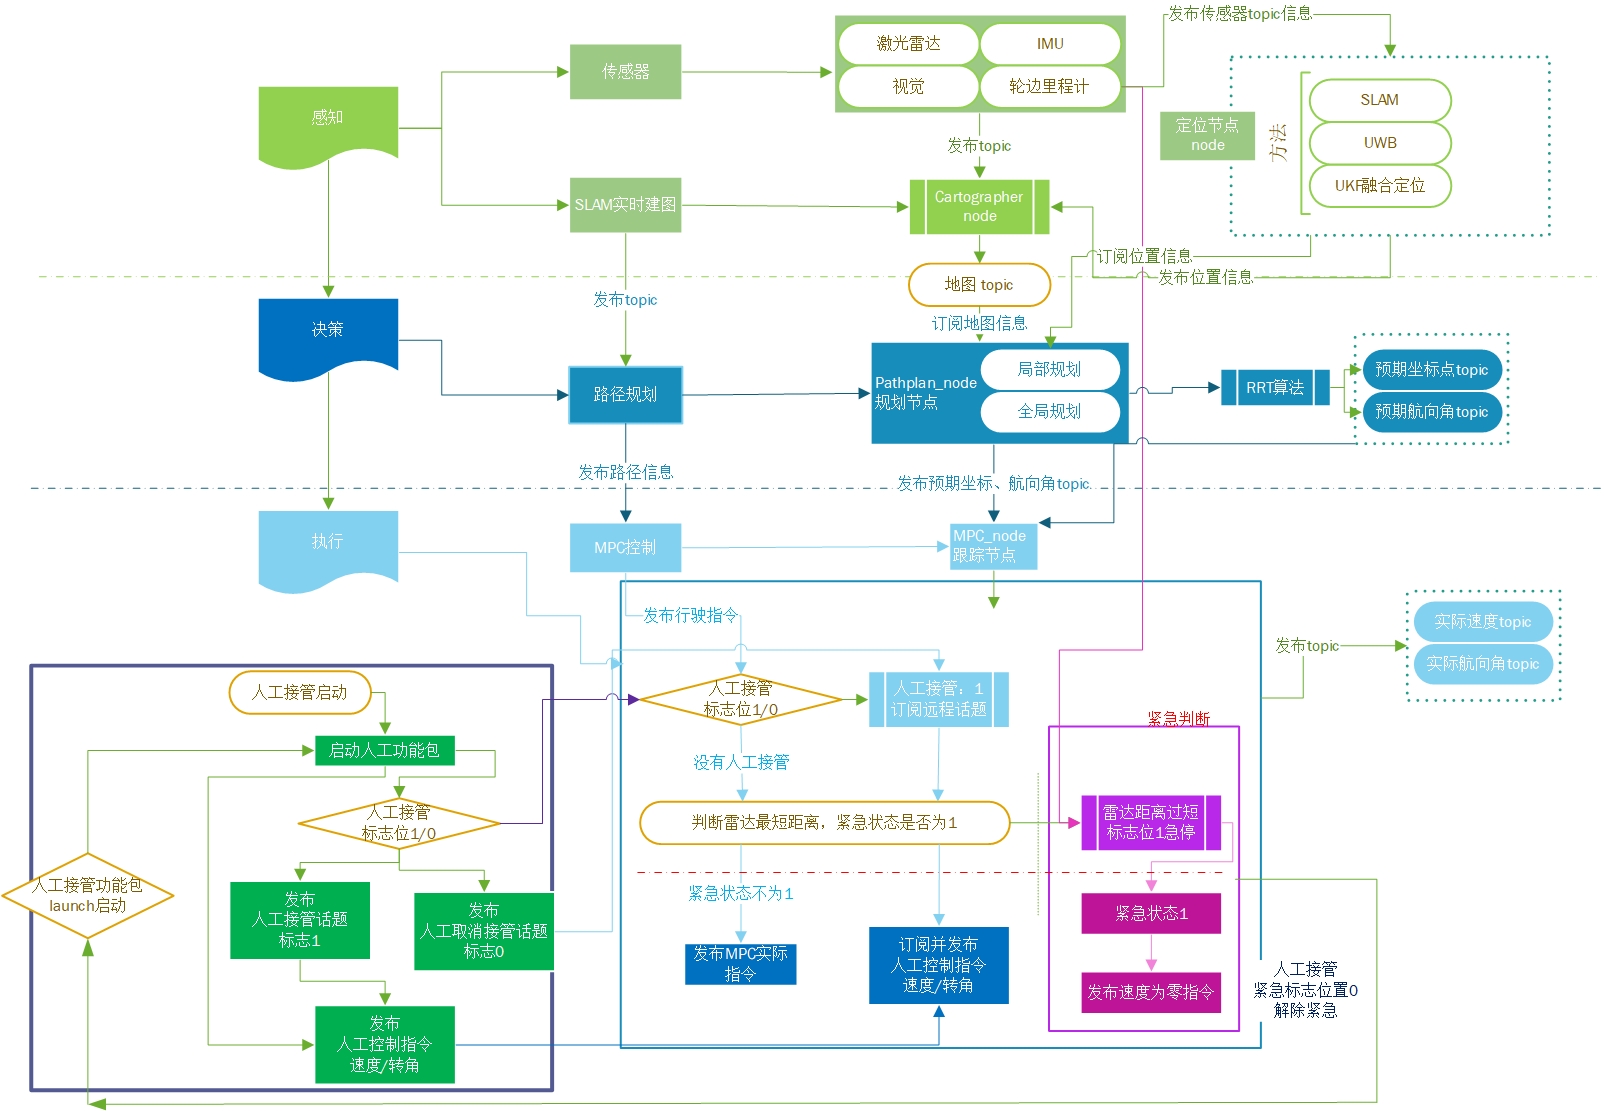 发布传感器topic信息
激光雷达
IMU
视觉
轮边里程计
传感器
感知
SLAM
UWB
UKF融合定位
方法
定位节点
node
发布topic
SLAM实时建图
Cartographer
node
订阅位置信息
发布位置信息
地图 topic
发布topic
订阅地图信息
决策
路径规划
Pathplan_node
规划节点
局部规划
全局规划
RRT算法
预期坐标点topic
预期航向角topic
发布路径信息
发布预期坐标、航向角topic
执行
MPC控制
MPC_node
跟踪节点
发布行驶指令
实际速度topic
实际航向角topic
发布topic
人工接管启动
人工接管
标志位1/0
人工接管：1
订阅远程话题
紧急判断
启动人工功能包
没有人工接管
人工接管
标志位1/0
判断雷达最短距离，紧急状态是否为1
雷达距离过短
标志位1急停
人工接管功能包
launch启动
发布
人工接管话题
标志1
发布
人工取消接管话题
标志0
紧急状态不为1
紧急状态1
发布MPC实际
指令
订阅并发布
人工控制指令
速度/转角
发布速度为零指令
人工接管
紧急标志位置0
解除紧急
发布
人工控制指令
速度/转角